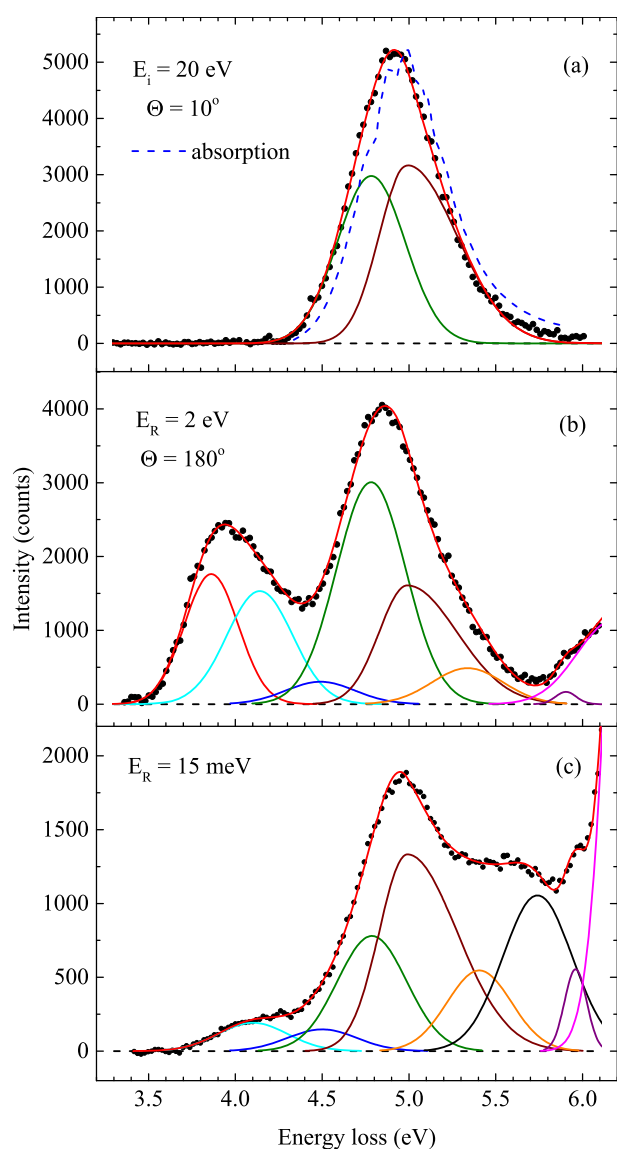 5000
4000
3000
2000
1000
0
E_i = 20 eV
Θ = 10°
absorption
(a)
4000
3000
2000
1000
0
E_R = 2 eV
Θ = 180°
(b)
Intensity (counts)
2000
1500
1000
500
0
E_R = 15 meV
(c)
3.5 4.0 4.5 5.0 5.5 6.0
Energy loss (eV)